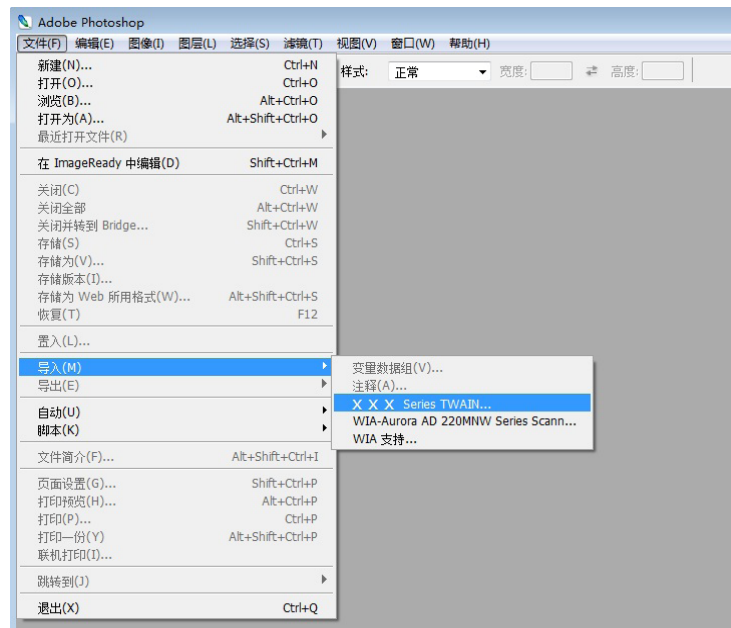 Adobe Photoshop
文件(F) 编辑(E) 图像(I) 图层(L) 选择(S) 滤镜(T) 视图(V) 窗口(W) 帮助(H)
样式: 正常 宽度: 高度:
新建(N)... Ctrl+N
打开(O)... Ctrl+O
浏览(B)... Alt+Ctrl+O
打开为(A)... Alt+Shift+Ctrl+O
最近打开文件(R)
在 ImageReady 中编辑(D) Shift+Ctrl+M
关闭(C) Ctrl+W
关闭全部 Alt+Ctrl+W
关闭并转到 Bridge... Shift+Ctrl+W
存储(S) Ctrl+S
存储为(V)... Shift+Ctrl+S
存储版本(I)...
存储为 Web 所用格式(W)... Alt+Shift+Ctrl+S
恢复(T) F12
置入(L)...
导入(M)
导出(E)
变量数据组(V)...
注释(A)...
X X X Series TWAIN...
WIA-Aurora AD 220MNW Series Scann...
WIA 支持...
自动(U)
脚本(K)
文件简介(F)... Alt+Shift+Ctrl+I
页面设置(G)... Shift+Ctrl+P
打印预览(H)... Alt+Ctrl+P
打印(P)... Ctrl+P
打印一份(Y) Alt+Shift+Ctrl+P
联机打印(I)...
跳转到(J)
退出(X) Ctrl+Q